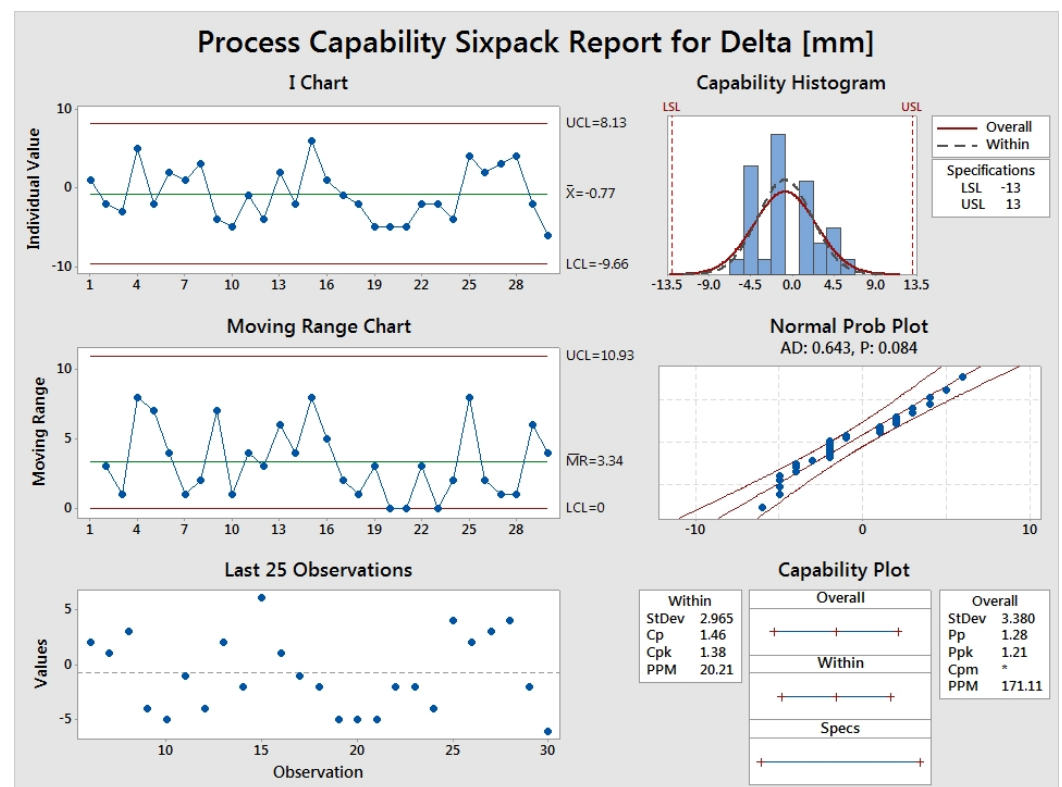 Process Capability Sixpack Report for Delta [mm]
I Chart
Individual Value
10
0
-10
1 4 7 10 13 16 19 22 25 28
UCL=8.13
X̄=-0.77
LCL=-9.66
Capability Histogram
LSL USL
-13.5 -9.0 -4.5 0.0 4.5 9.0 13.5
Overall
Within
Specifications
LSL -13
USL 13
Moving Range Chart
Moving Range
10
5
0
1 4 7 10 13 16 19 22 25 28
UCL=10.93
M̅R̅=3.34
LCL=0
Normal Prob Plot
AD: 0.643, P: 0.084
-10 0 10
Last 25 Observations
Values
5
0
-5
10 15 20 25 30
Observation
Capability Plot
Within
StDev 2.965
Cp 1.46
Cpk 1.38
PPM 20.21
Overall
Within
Specs
Overall
StDev 3.380
Pp 1.28
Ppk 1.21
Cpm *
PPM 171.11